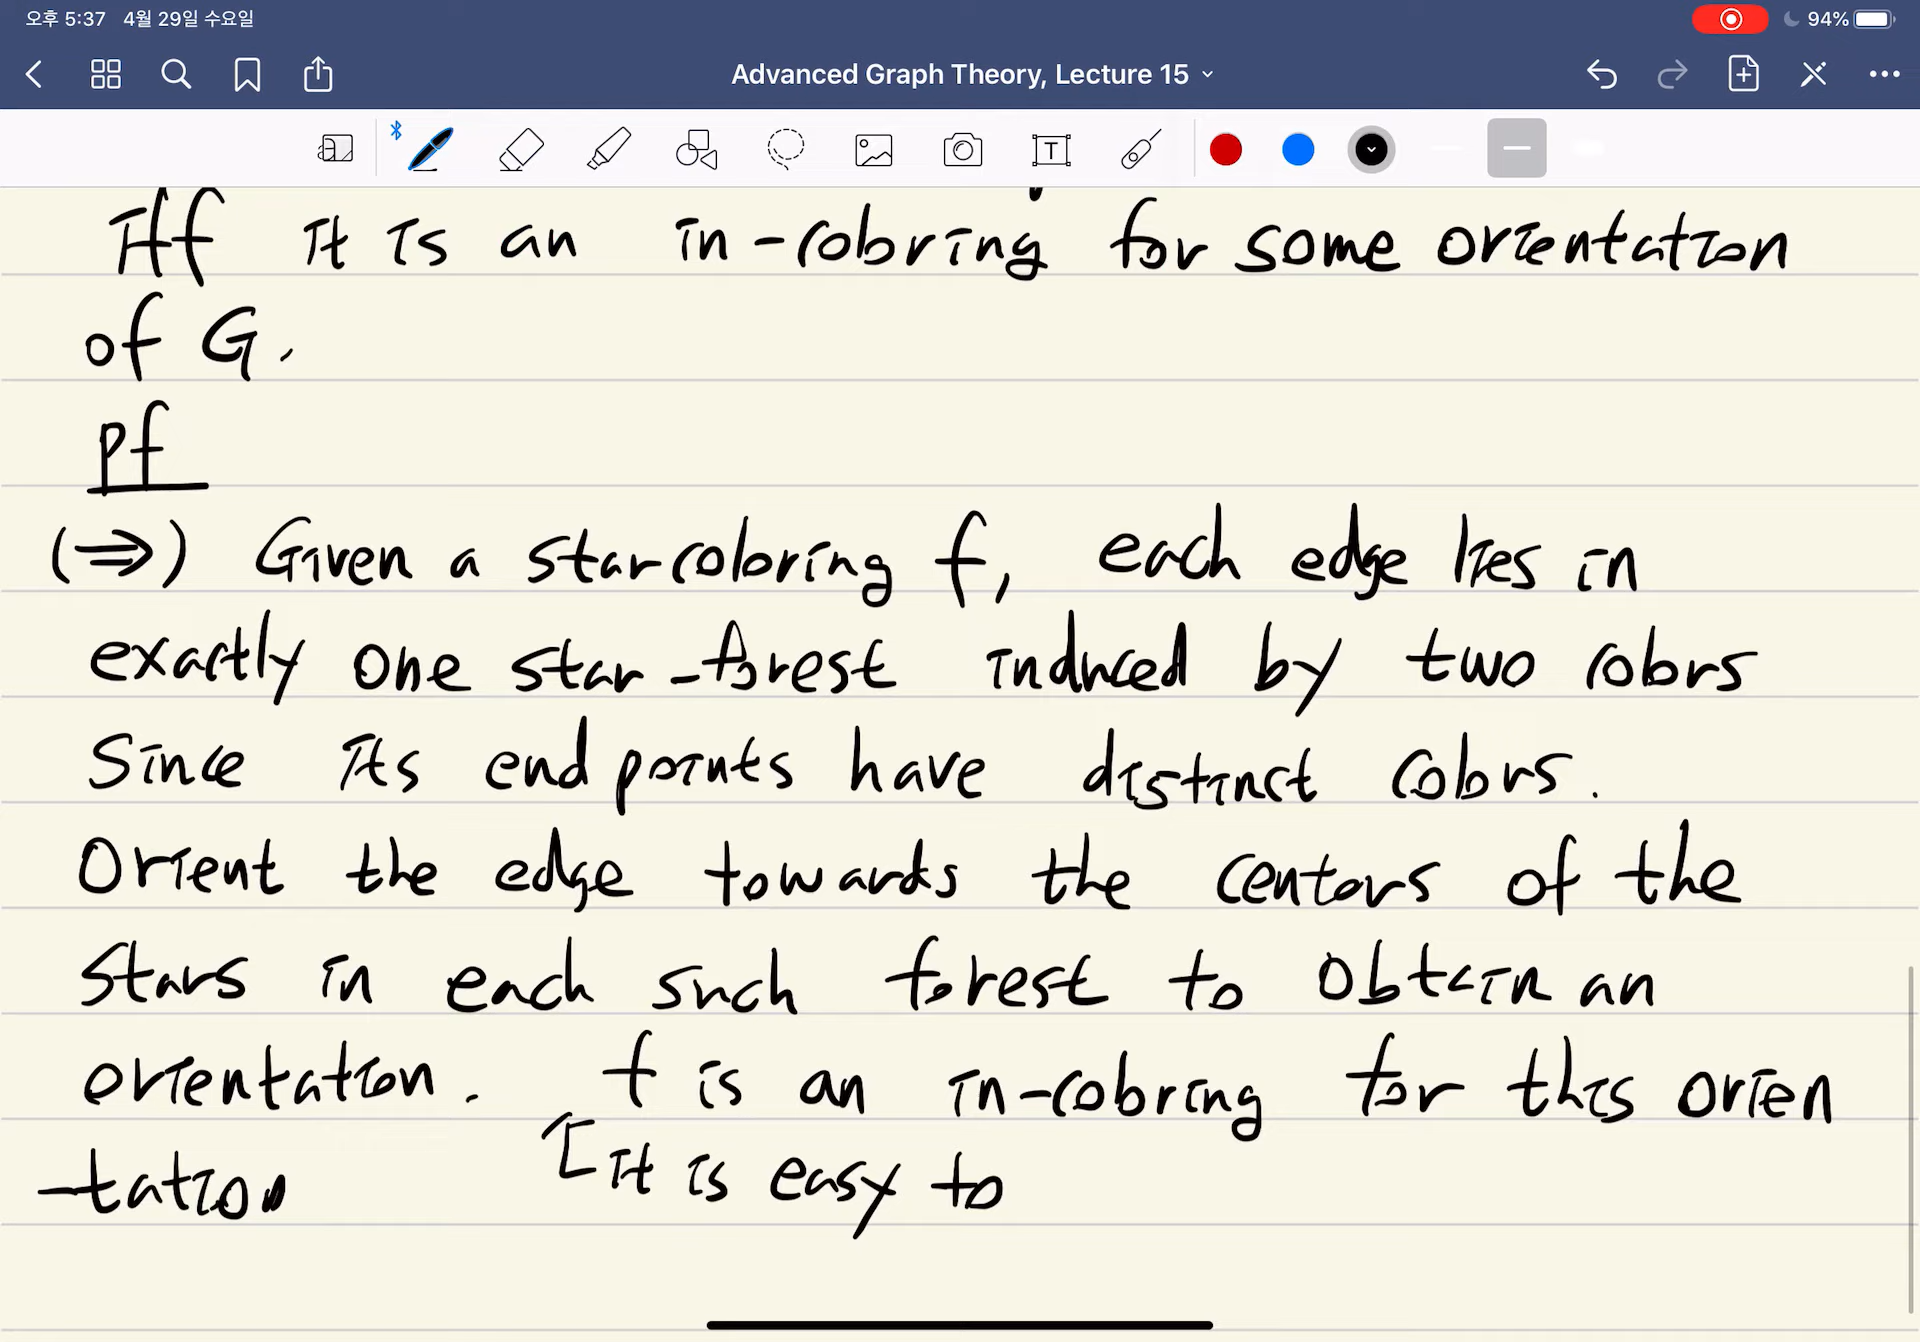 오후 5:37 4월 29일 수요일
94%
Advanced Graph Theory, Lecture 15
a
T
iff it is an in-coloring for some orientation
of G.
pf
(⇒) Given a star coloring f, each edge lies in
exactly one star-forest induced by two colors
Since its endpoints have distinct colors.
Orient the edge towards the centers of the
stars in each such forest to obtain an
orientation. f is an in-coloring for this orien
-tation [it is easy to